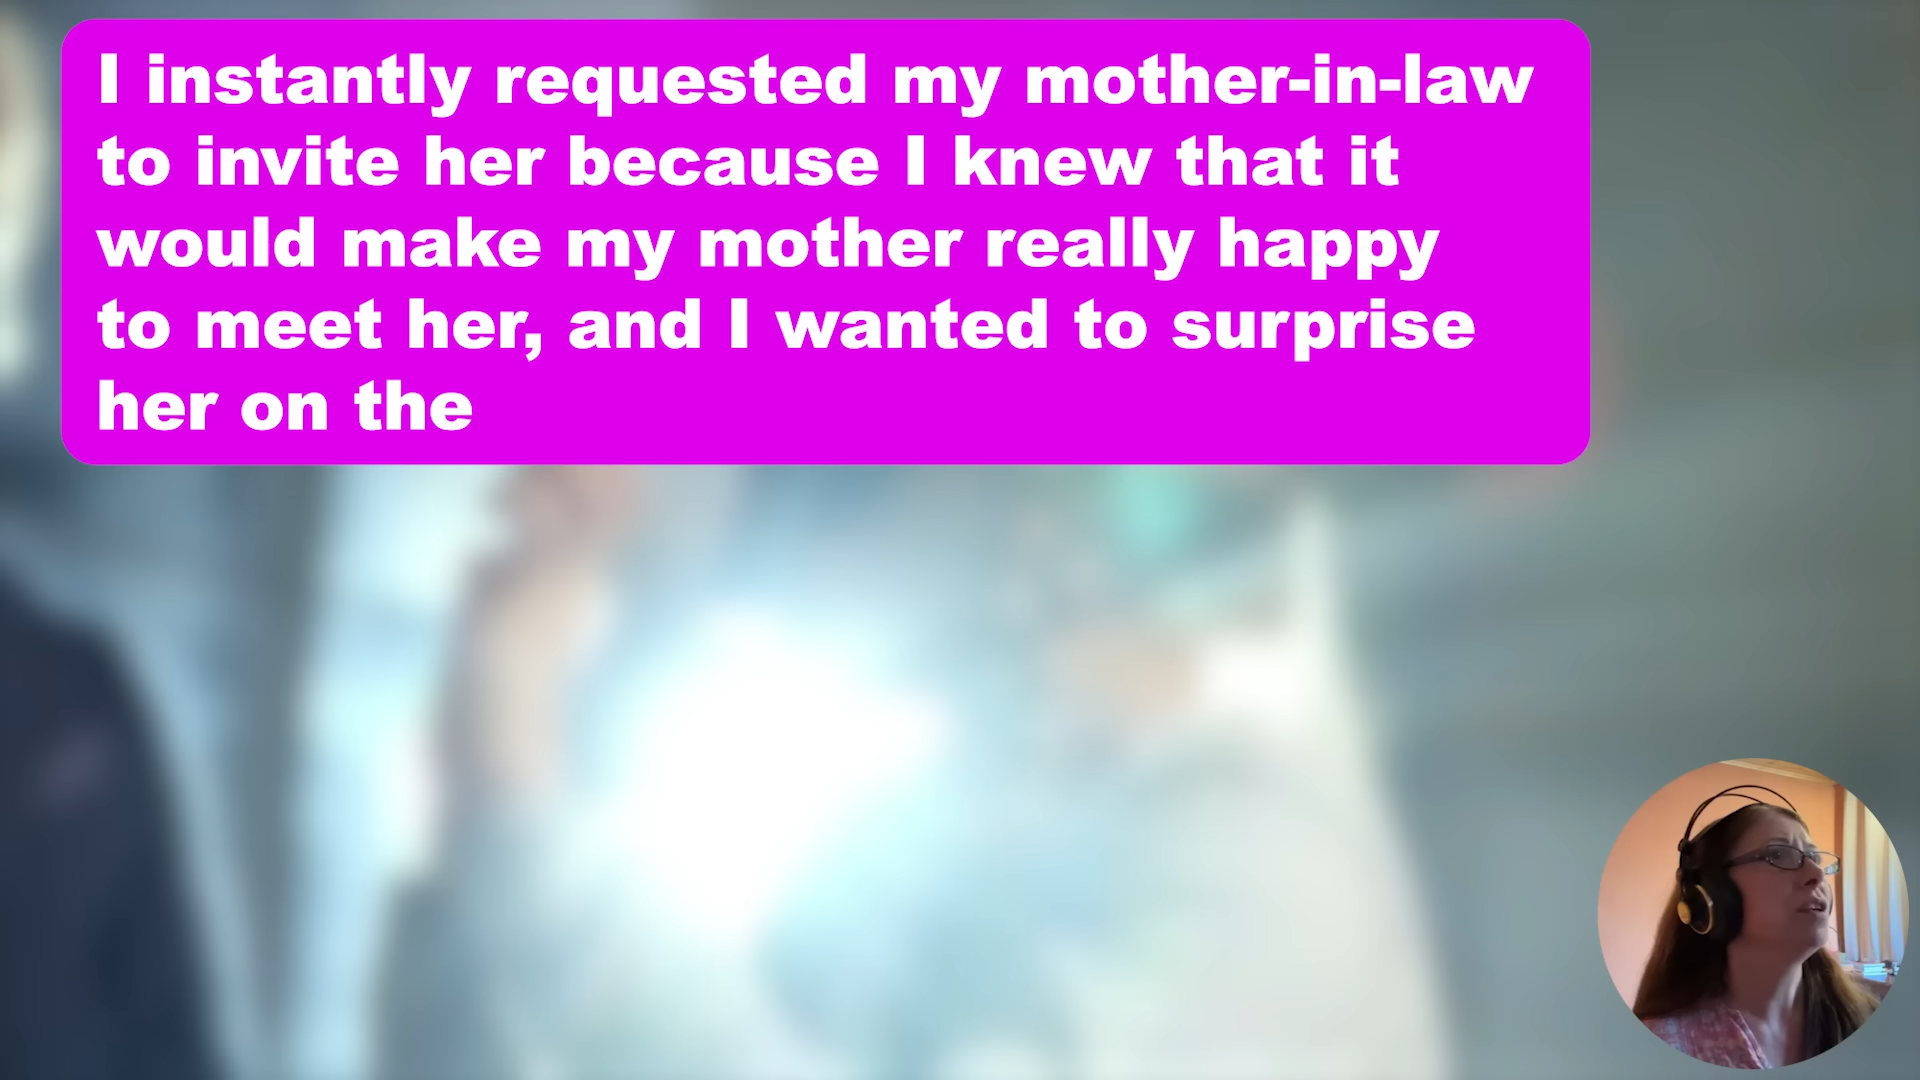 I instantly requested my mother-in-law
to invite her because I knew that it
would make my mother really happy
to meet her, and I wanted to surprise
her on the